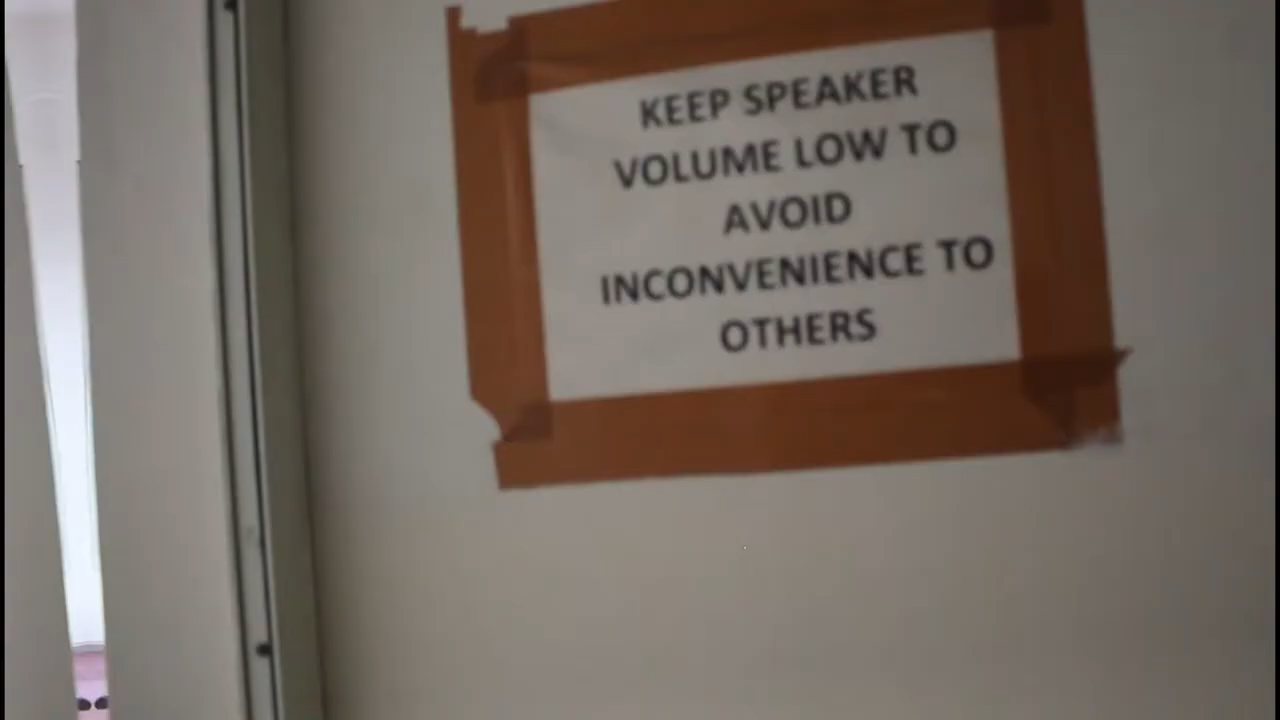 KEEP SPEAKER
VOLUME LOW TO
AVOID
INCONVENIENCE TO
OTHERS